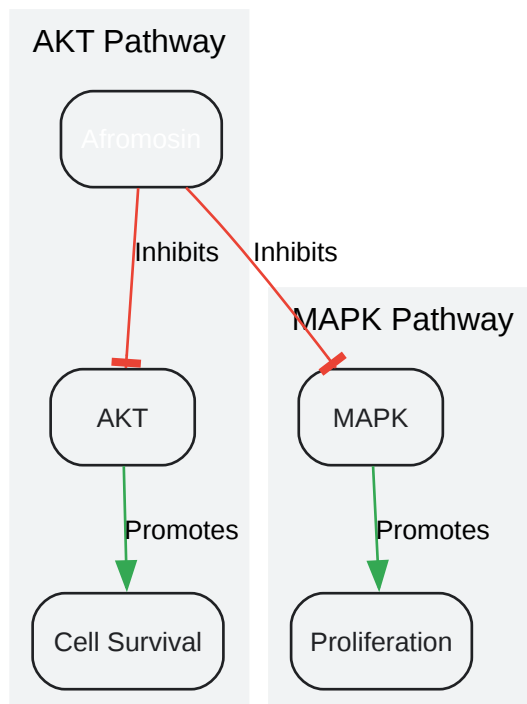 AKT Pathway
Afromosin
Inhibits
Inhibits
MAPK Pathway
AKT
MAPK
Promotes
Promotes
Cell Survival
Proliferation